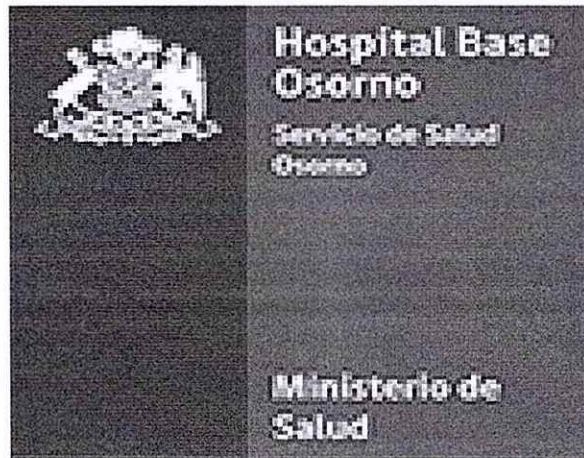 Hospital Base
Osorno
Servicio de Salud
Osorno
Ministerio de
Salud